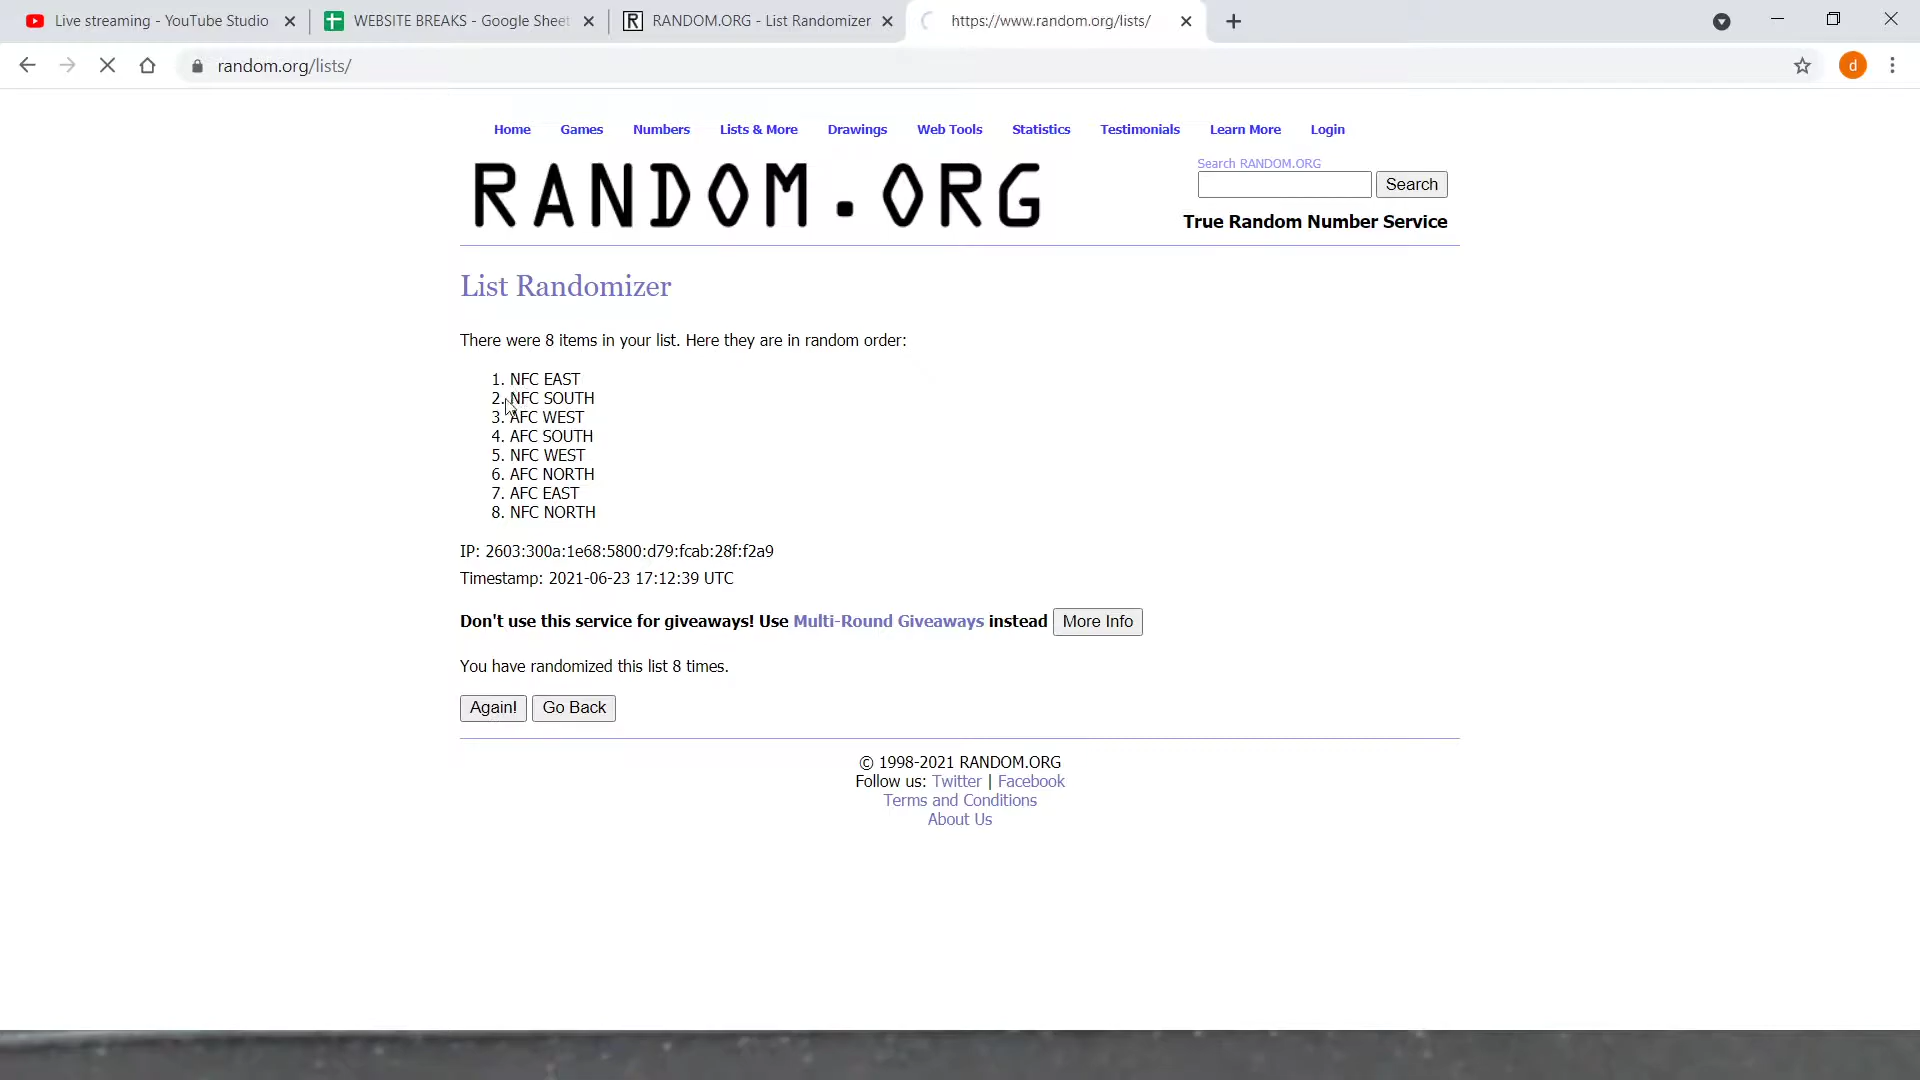 Live streaming - YouTube Studio
WEBSITE BREAKS - Google Sheet
RANDOM.ORG - List Randomizer
https://www.random.org/lists/
random.org/lists/
d
Home Games Numbers Lists & More Drawings Web Tools Statistics Testimonials Learn More Login
RANDOM.ORG
Search RANDOM.ORG
Search
True Random Number Service
List Randomizer
There were 8 items in your list. Here they are in random order:
1. NFC EAST
2. NFC SOUTH
3. AFC WEST
4. AFC SOUTH
5. NFC WEST
6. AFC NORTH
7. AFC EAST
8. NFC NORTH
IP: 2603:300a:1e68:5800:d79:fcab:28f:f2a9
Timestamp: 2021-06-23 17:12:39 UTC
Don't use this service for giveaways! Use Multi-Round Giveaways instead More Info
You have randomized this list 8 times.
Again! Go Back
© 1998-2021 RANDOM.ORG
Follow us: Twitter | Facebook
Terms and Conditions
About Us